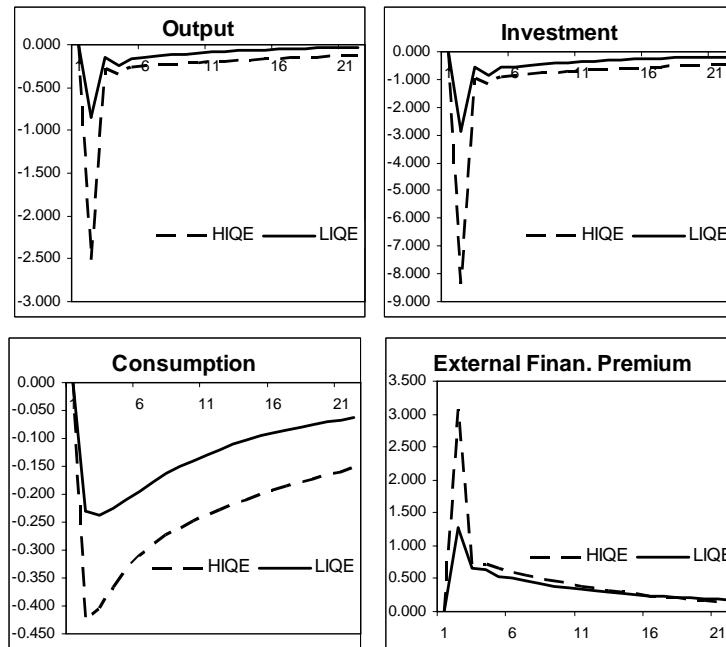 Output
0.000
-0.500
-1.000
-1.500
-2.000
-2.500
-3.000
1 6 11 16 21
HIQE LIQE
Investment
0.000
-1.000
-2.000
-3.000
-4.000
-5.000
-6.000
-7.000
-8.000
-9.000
1 6 11 16 21
HIQE LIQE
Consumption
0.000
-0.050
-0.100
-0.150
-0.200
-0.250
-0.300
-0.350
-0.400
-0.450
1 6 11 16 21
HIQE LIQE
External Finan. Premium
3.500
3.000
2.500
2.000
1.500
1.000
0.500
0.000
1 6 11 16 21
HIQE LIQE